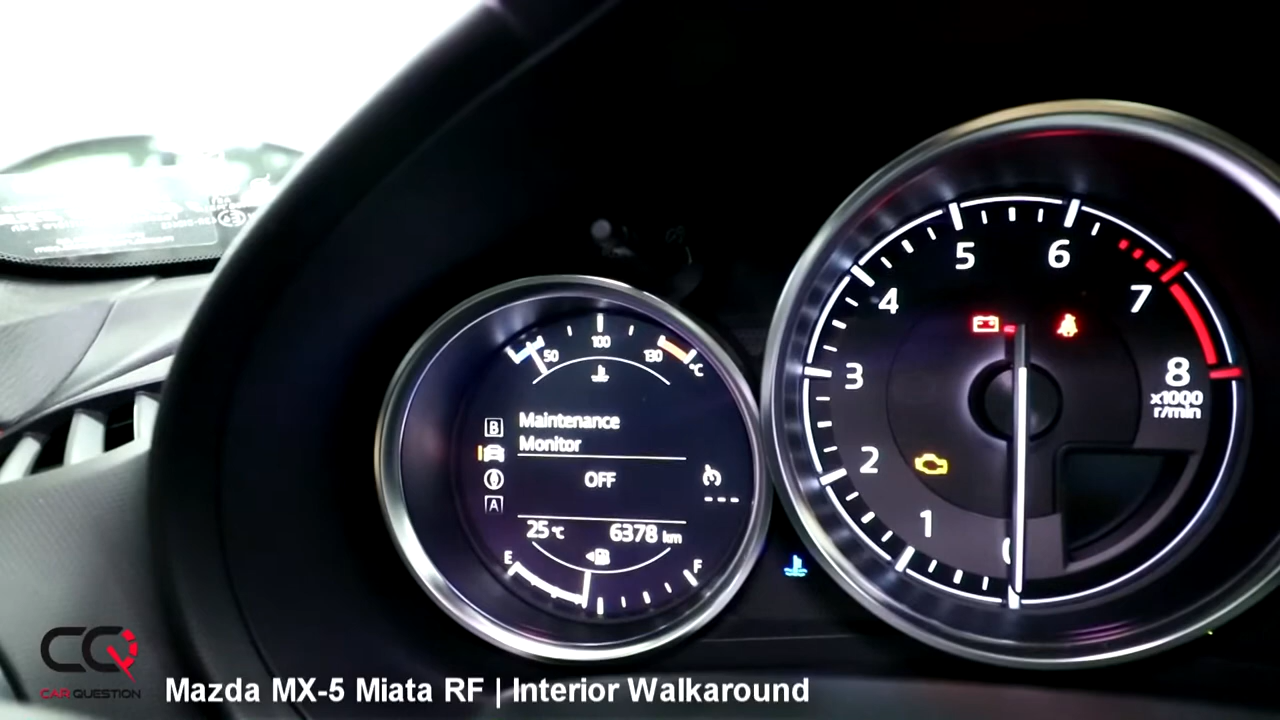 5
6
4
7
3
8
x1000
r/min
2
1
50
100
130
°C
B
Maintenance
Monitor
OFF
A
25 °C
6378 km
E
F
CQ
CAR QUESTION
Mazda MX-5 Miata RF | Interior Walkaround